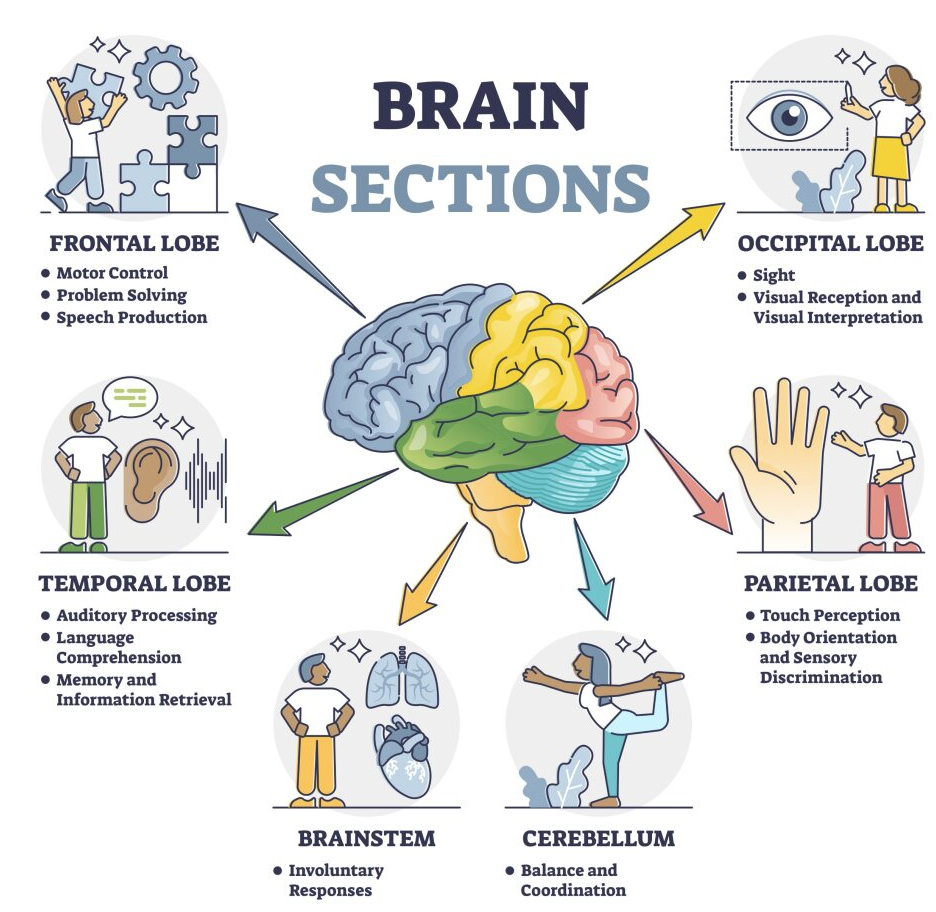 BRAIN
SECTIONS
FRONTAL LOBE
● Motor Control
● Problem Solving
● Speech Production
OCCIPITAL LOBE
● Sight
● Visual Reception and
Visual Interpretation
TEMPORAL LOBE
● Auditory Processing
● Language
Comprehension
● Memory and
Information Retrieval
PARIETAL LOBE
● Touch Perception
● Body Orientation
and Sensory
Discrimination
BRAINSTEM
● Involuntary
Responses
CEREBELLUM
● Balance and
Coordination